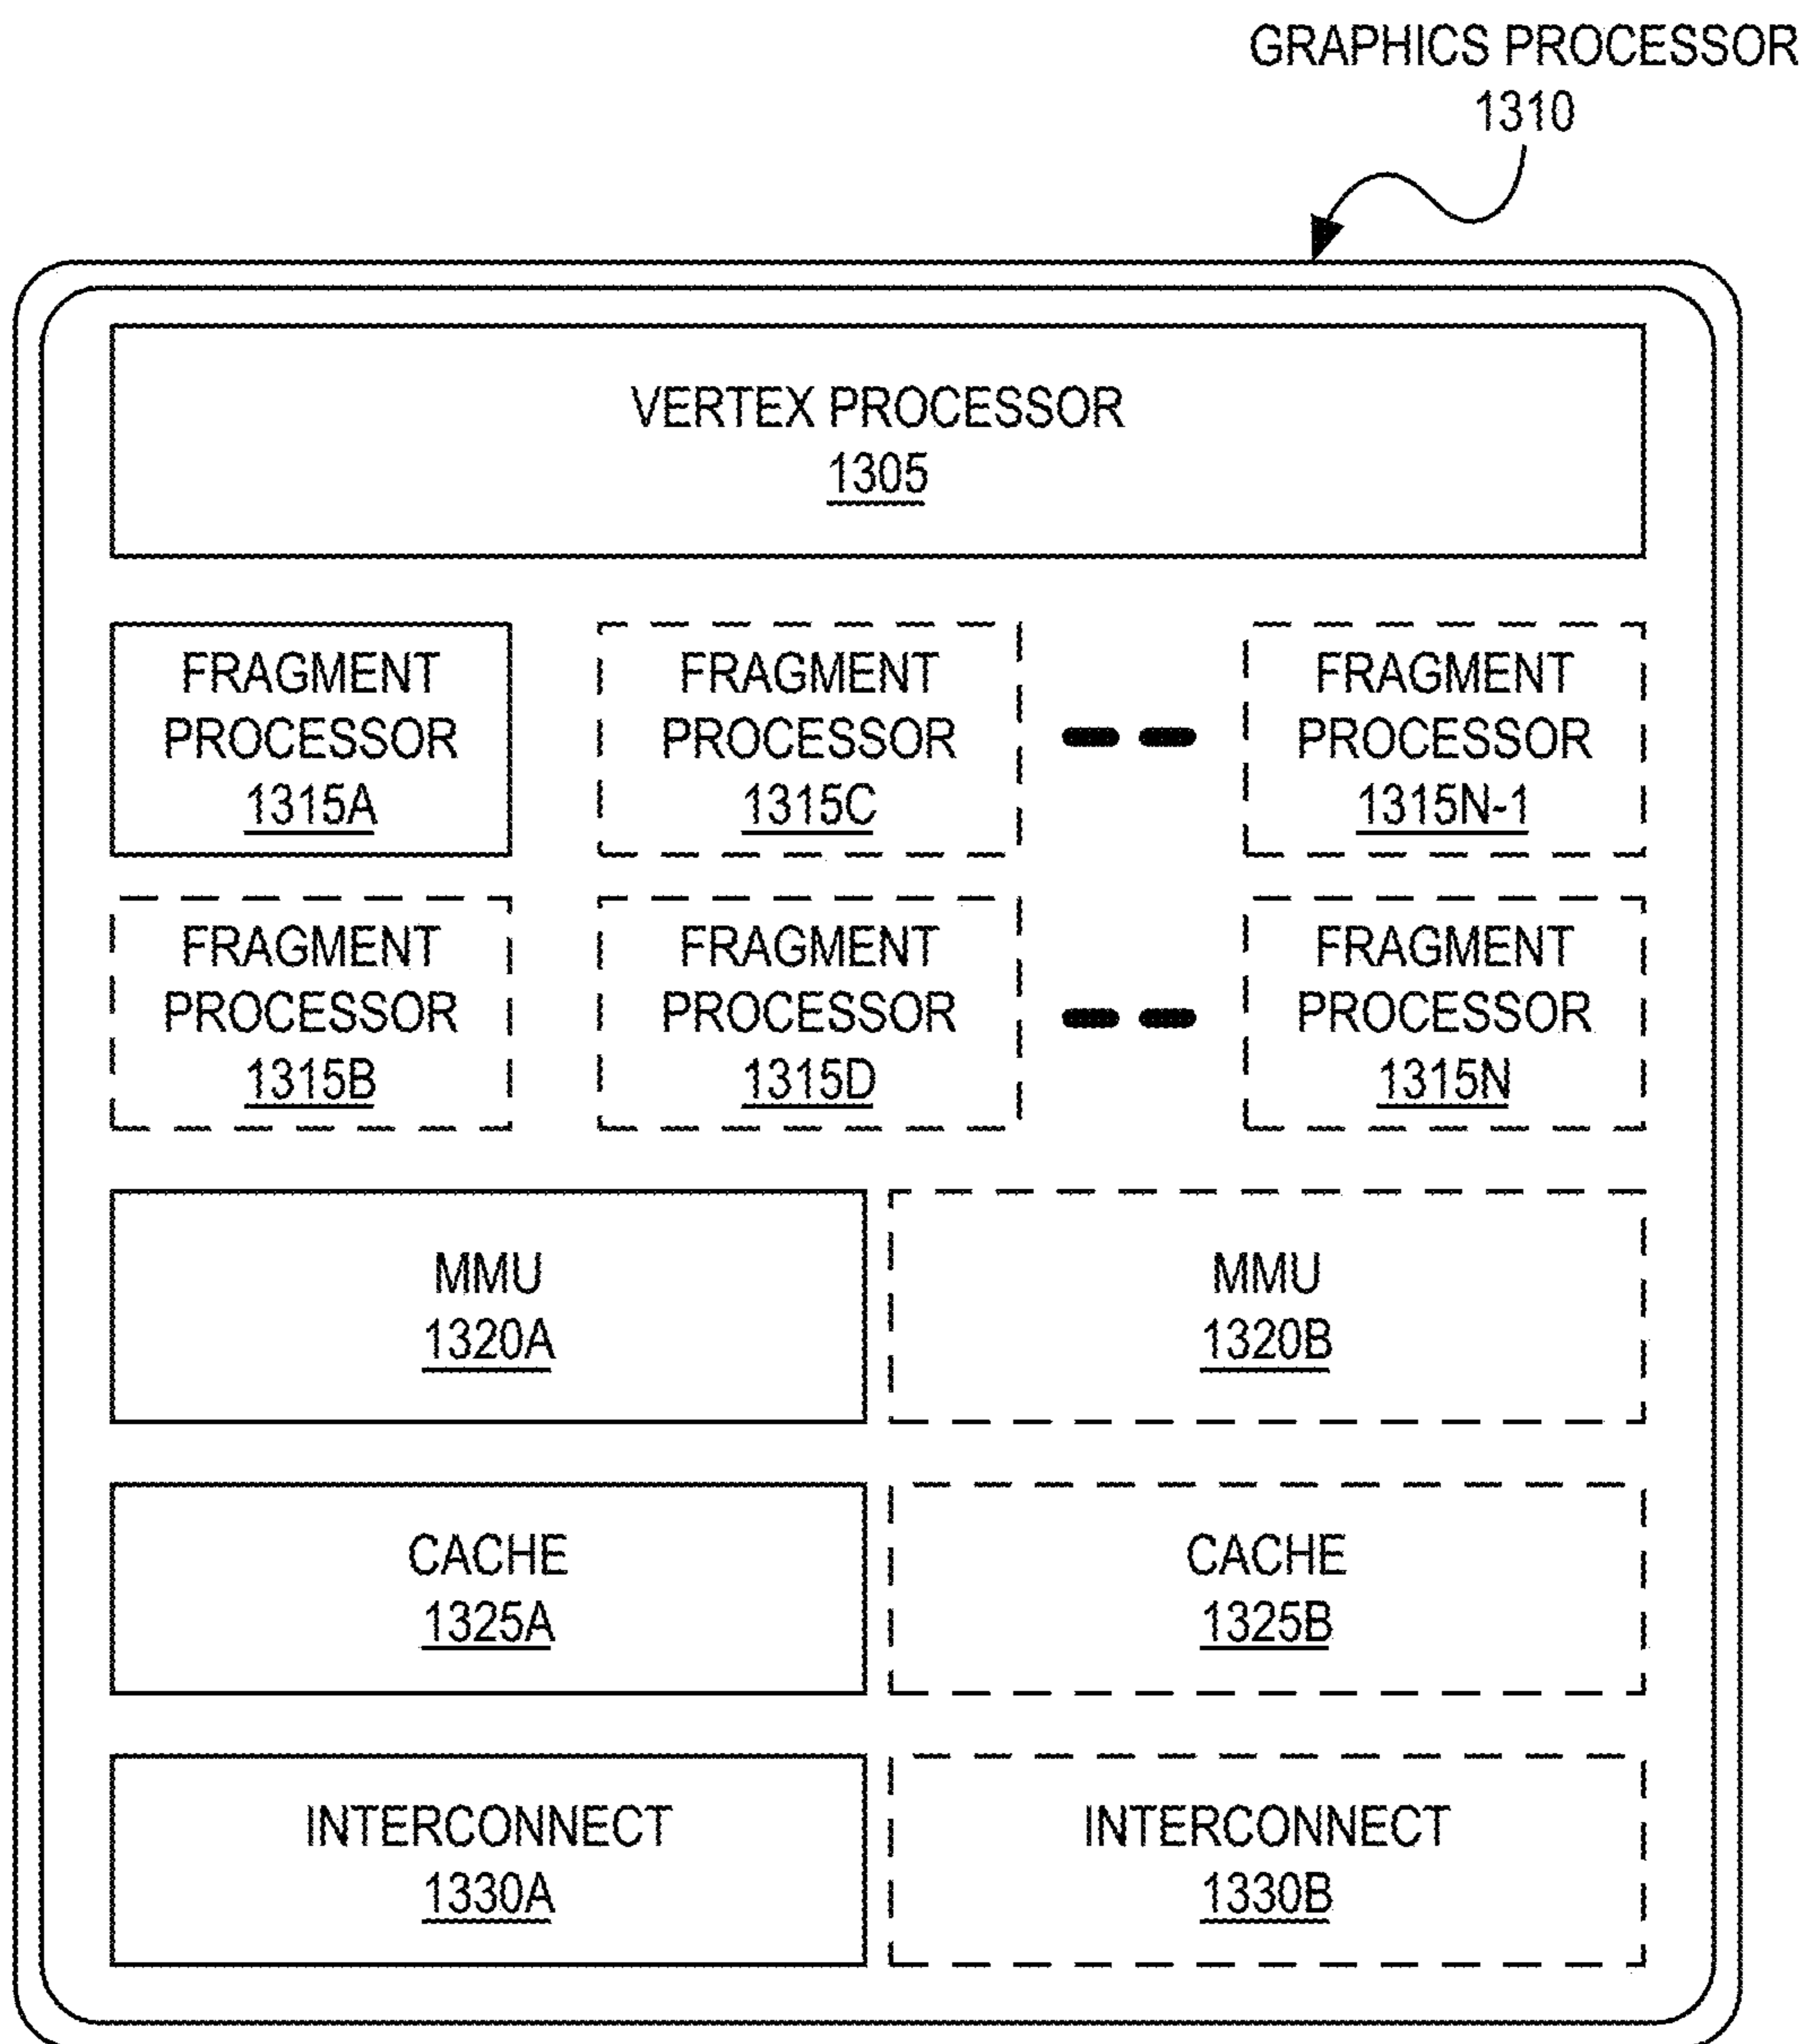 GRAPHICS PROCESSOR
1310
VERTEX PROCESSOR
1305
FRAGMENT
PROCESSOR
1315A
FRAGMENT
PROCESSOR
1315C
FRAGMENT
PROCESSOR
1315N-1
FRAGMENT
PROCESSOR
1315B
FRAGMENT
PROCESSOR
1315D
FRAGMENT
PROCESSOR
1315N
MMU
1320A
MMU
1320B
CACHE
1325A
CACHE
1325B
INTERCONNECT
1330A
INTERCONNECT
1330B